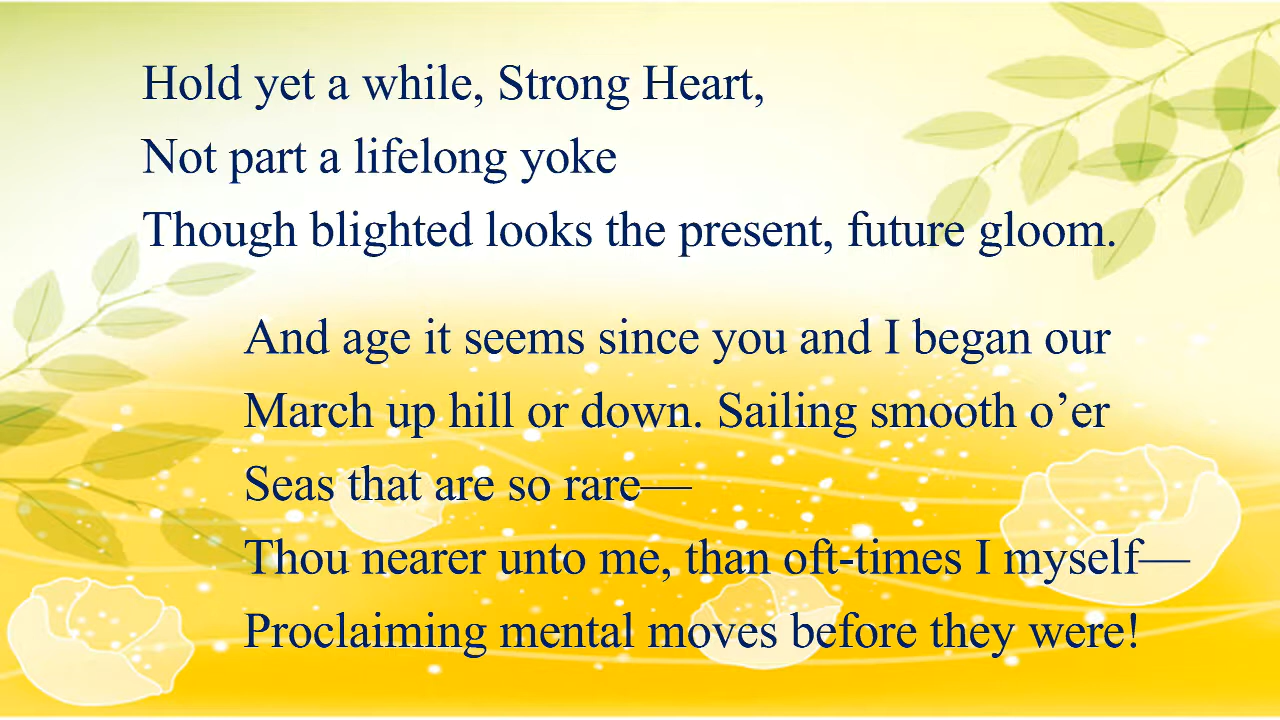 Hold yet a while, Strong Heart,
Not part a lifelong yoke
Though blighted looks the present, future gloom.
And age it seems since you and I began our
March up hill or down. Sailing smooth o’er
Seas that are so rare—
Thou nearer unto me, than oft-times I myself—
Proclaiming mental moves before they were!